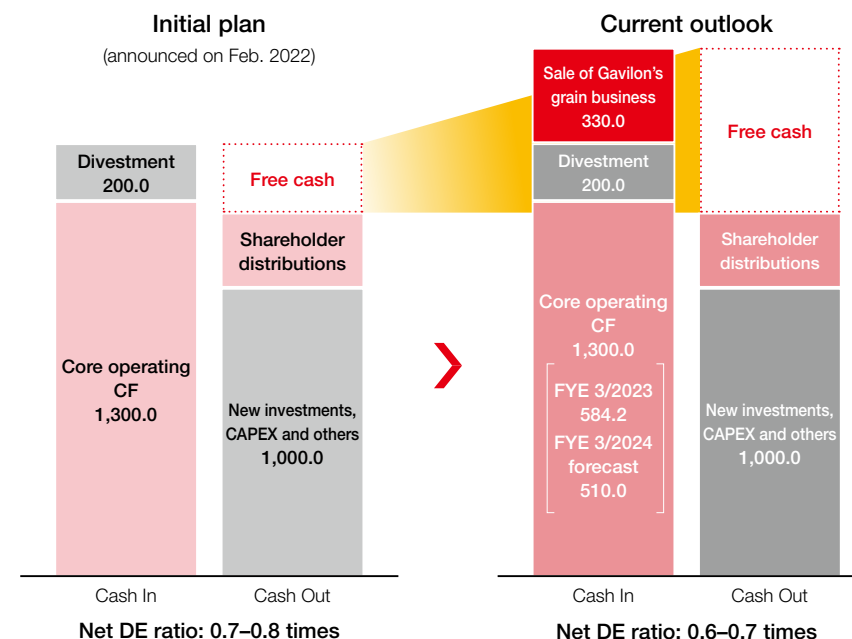 Initial plan
(announced on Feb. 2022)
Divestment
200.0
Free cash
Shareholder
distributions
Core operating
CF
1,300.0
New investments,
CAPEX and others
1,000.0
Cash In
Cash Out
Net DE ratio: 0.7–0.8 times
Current outlook
Sale of Gavilon's
grain business
330.0
Divestment
200.0
Free cash
Shareholder
distributions
Core operating
CF
1,300.0
FYE 3/2023
584.2
FYE 3/2024
forecast
510.0
New investments,
CAPEX and others
1,000.0
Cash In
Cash Out
Net DE ratio: 0.6–0.7 times